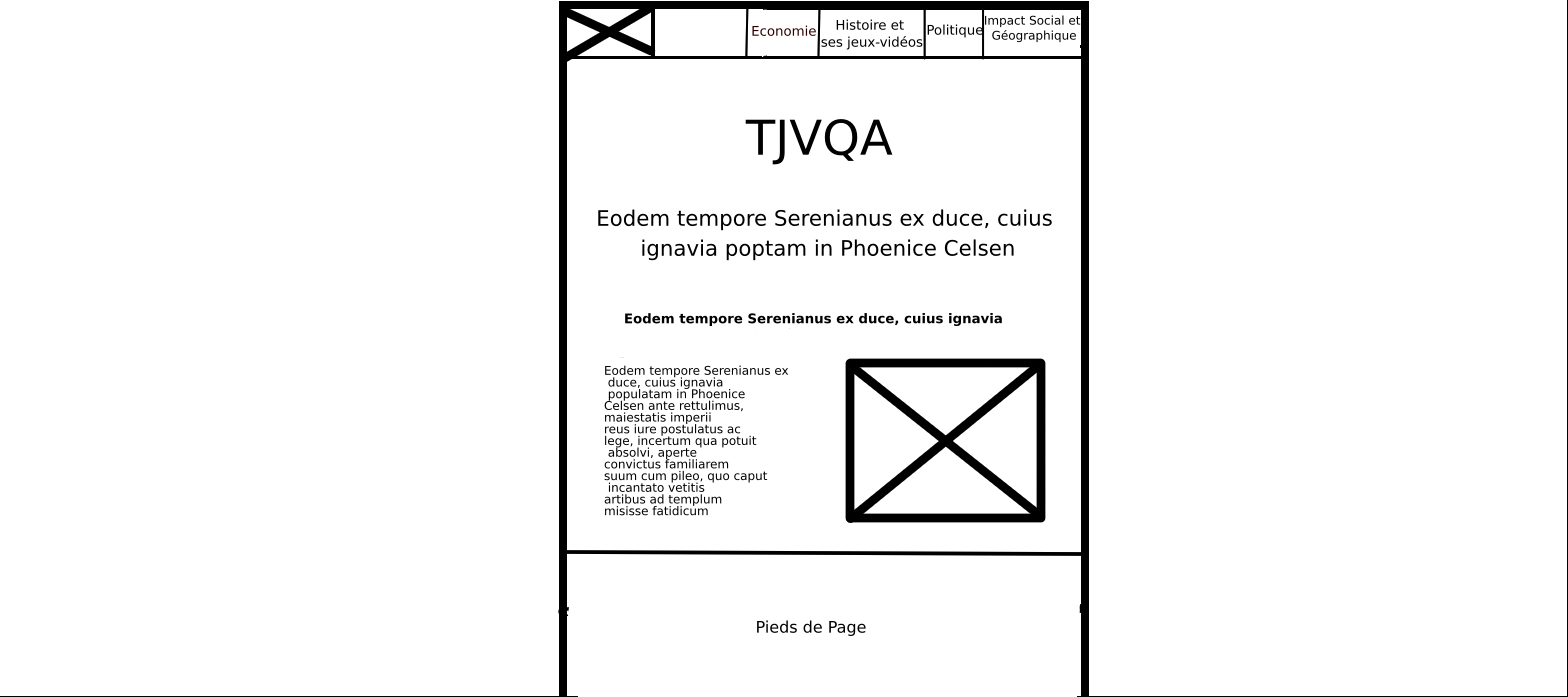 Economie
Histoire et
ses jeux-vidéos
Politique
Impact Social et
Géographique
TJVQA
Eodem tempore Serenianus ex duce, cuius
ignavia poptam in Phoenice Celsen
Eodem tempore Serenianus ex duce, cuius ignavia
Eodem tempore Serenianus ex
duce, cuius ignavia
populatam in Phoenice
Celsen ante rettulimus,
maiestatis imperii
reus iure postulatus ac
lege, incertum qua potuit
absolvi, aperte
convictus familiarem
suum cum pileo, quo caput
incantato vetitis
artibus ad templum
misisse fatidicum
Pieds de Page